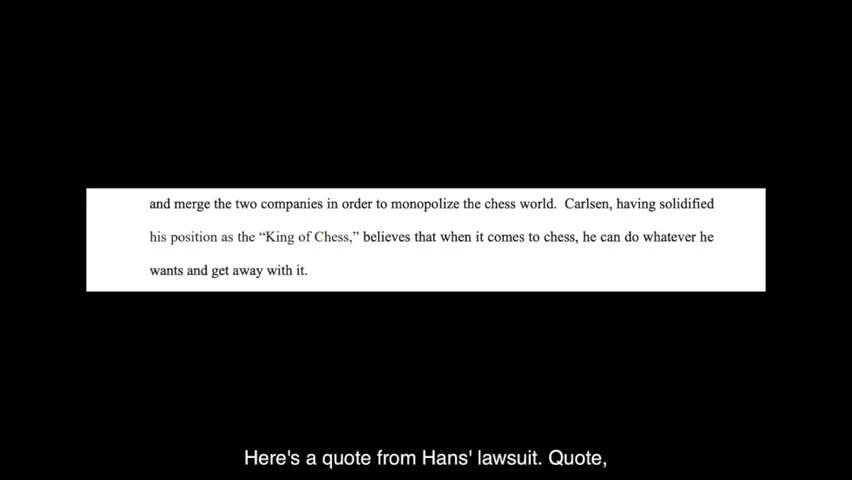 and merge the two companies in order to monopolize the chess world.  Carlsen, having solidified
his position as the “King of Chess,” believes that when it comes to chess, he can do whatever he
wants and get away with it.
Here's a quote from Hans' lawsuit. Quote,